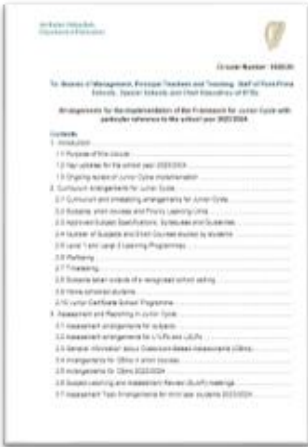 An Roinn Oideachais
Department of Education
Circular Number
To: Boards of Management, Principal Teachers and Teaching Staff of Post-Primary
Schools, Special Schools and Chief Executives of ETBs
Arrangements for the Implementation of the Framework for Junior Cycle with
particular reference to the school year 2023/2024
Contents
1. Introduction
1.1 Purpose of this circular
1.2 Key updates for the school year 2023/2024
1.3 Ongoing review of Junior Cycle implementation
2. Curriculum arrangements for Junior Cycle
2.1 Curriculum and timetabling arrangements for Junior Cycle
2.2 Subjects, short courses and Priority Learning Units
2.3 Approved Subject Specifications, Syllabuses and Guidelines
2.4 Number of Subjects and Short Courses studied by students
2.5 Level 1 and Level 2 Learning Programmes
2.6 Wellbeing
2.7 Timetabling
2.8 Subjects taken outside of a recognised school setting
2.9 Home schooled students
2.10 Junior Certificate School Programme
3. Assessment and Reporting in Junior Cycle
3.1 Assessment arrangements for subjects
3.2 Assessment arrangements for L1LPs and L2LPs
3.3 General information about Classroom-Based Assessments (CBAs)
3.4 Arrangements for CBAs in short courses
3.5 Arrangements for CBAs 2023/2024
3.6 Subject Learning and Assessment Review (SLAR) meetings
3.7 Assessment Task Arrangements for third year students 2023/2024